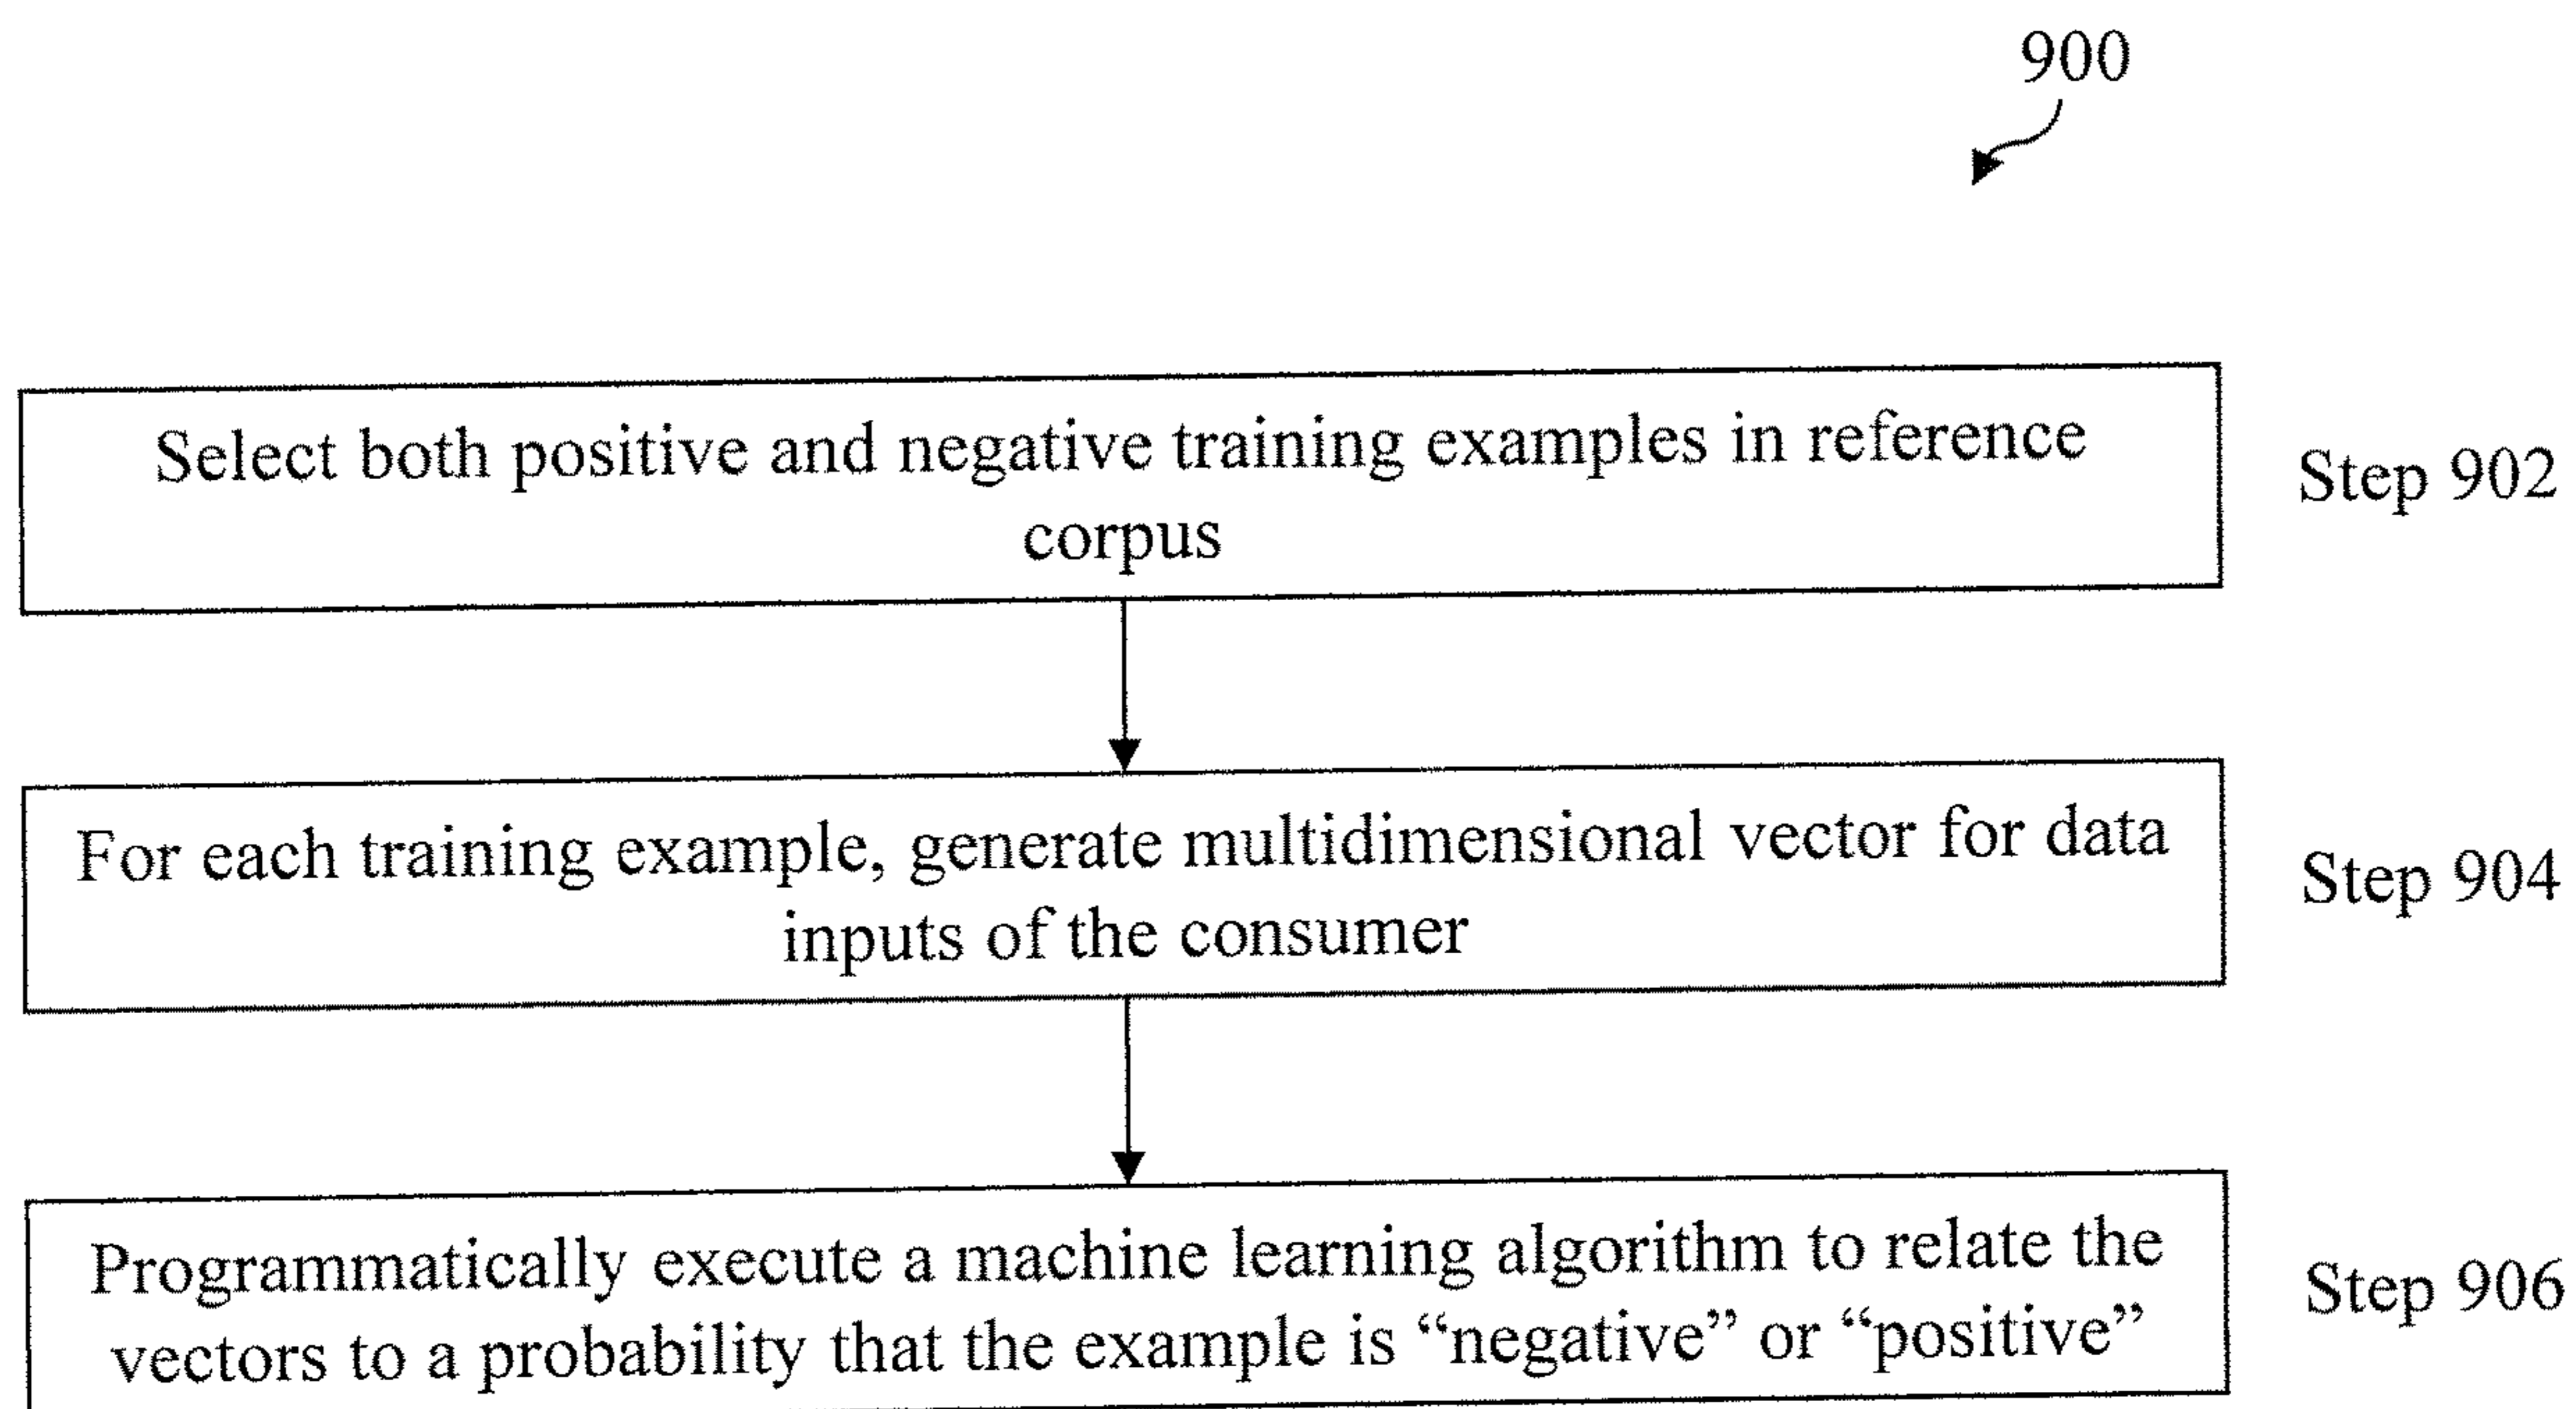 900
Select both positive and negative training examples in reference
corpus
Step 902
For each training example, generate multidimensional vector for data
inputs of the consumer
Step 904
Programmatically execute a machine learning algorithm to relate the
vectors to a probability that the example is “negative” or “positive”
Step 906